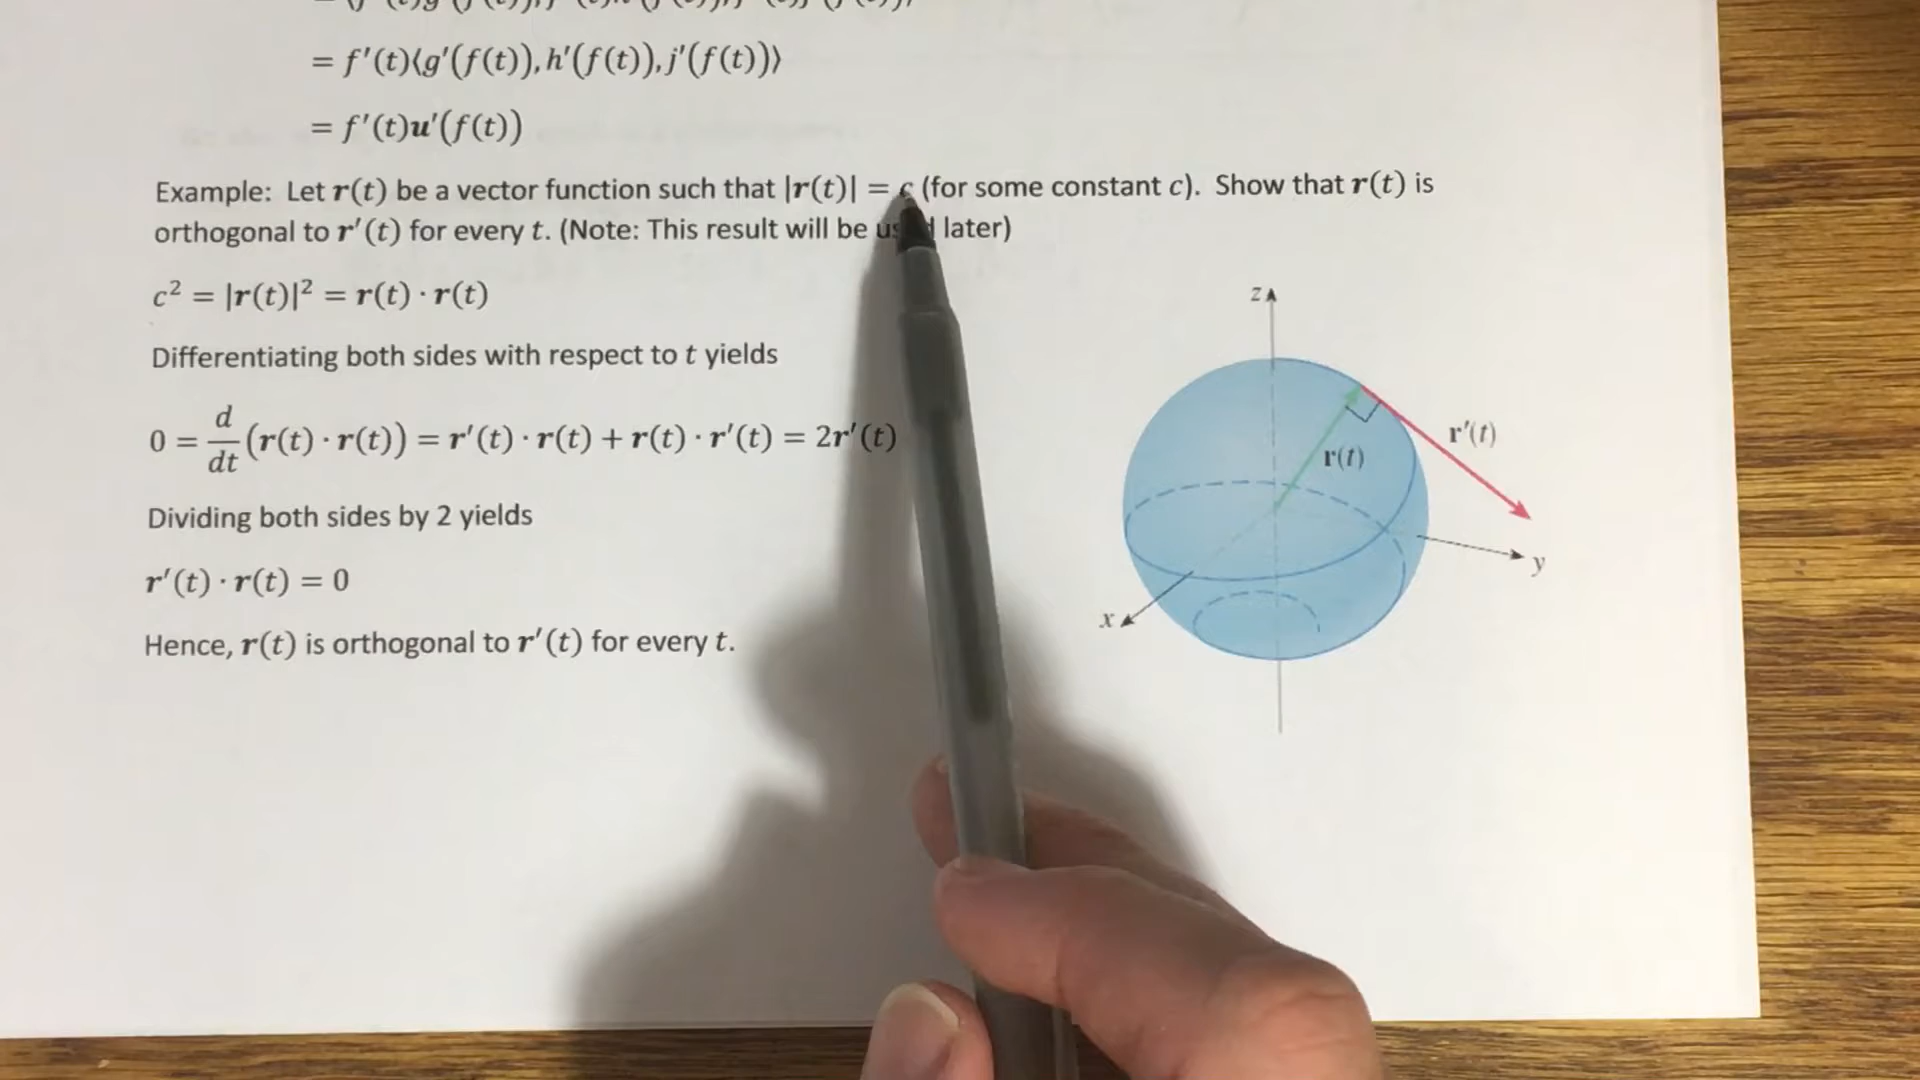 = f'(t)⟨g'(f(t)), h'(f(t)), j'(f(t))⟩
= f'(t)u'(f(t))
Example: Let r(t) be a vector function such that |r(t)| = c (for some constant c). Show that r(t) is
orthogonal to r'(t) for every t. (Note: This result will be later)
c² = |r(t)|² = r(t) · r(t)
Differentiating both sides with respect to t yields
0 = d/dt (r(t) · r(t)) = r'(t) · r(t) + r(t) · r'(t) = 2r'(t)
Dividing both sides by 2 yields
r'(t) · r(t) = 0
Hence, r(t) is orthogonal to r'(t) for every t.
z
r'(t)
r(t)
y
x